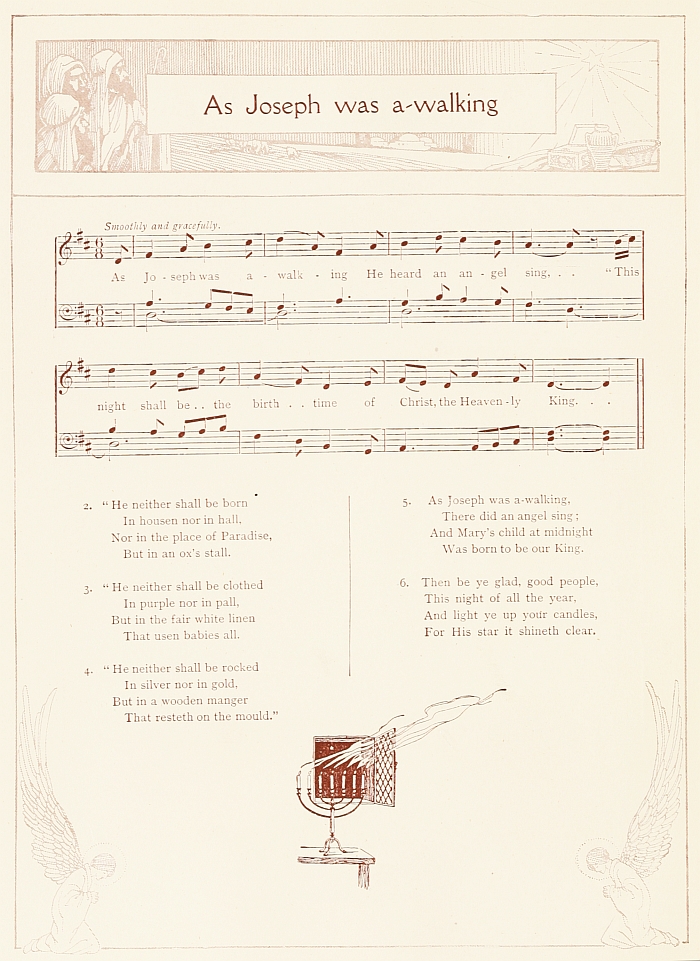 As Joseph was a-walking
Smoothly and gracefully.
6 8
As Jo - seph was a - walk - ing He heard an an - gel sing. . . "This
6 8
night shall be . . the birth . . time of Christ, the Heaven - ly King. . . .
2. "He neither shall be born
In housen nor in hall,
Nor in the place of Paradise,
But in an ox's stall.
3. "He neither shall be clothed
In purple nor in pall,
But in the fair white linen
That usen babies all.
4. "He neither shall be rocked
In silver nor in gold,
But in a wooden manger
That resteth on the mould."
5. As Joseph was a-walking,
There did an angel sing;
And Mary's child at midnight
Was born to be our King.
6. Then be ye glad, good people,
This night of all the year,
And light ye up your candles,
For His star it shineth clear.